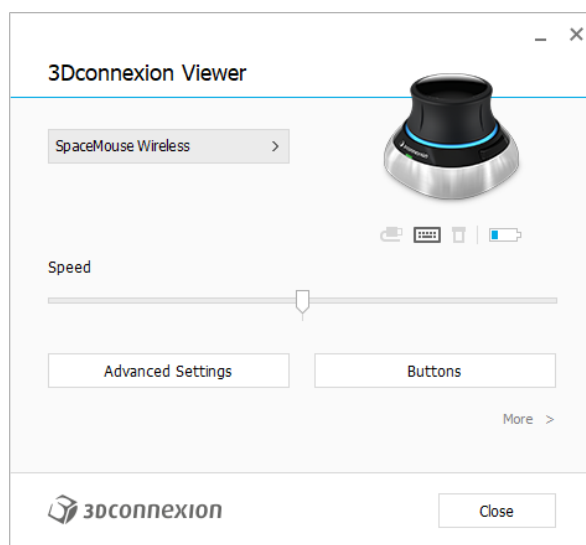 3Dconnexion Viewer
SpaceMouse Wireless
Speed
Advanced Settings
Buttons
More >
3Dconnexion
Close